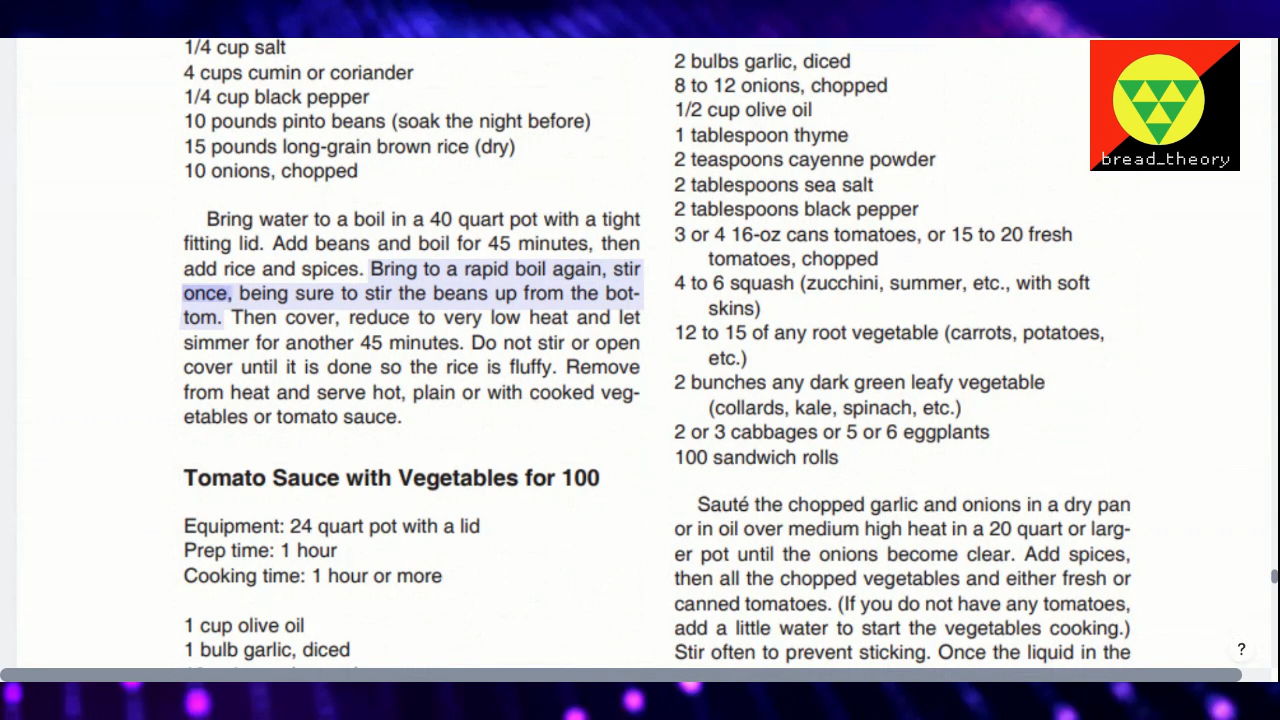 1/4 cup salt
4 cups cumin or coriander
1/4 cup black pepper
10 pounds pinto beans (soak the night before)
15 pounds long-grain brown rice (dry)
10 onions, chopped
Bring water to a boil in a 40 quart pot with a tight
fitting lid. Add beans and boil for 45 minutes, then
add rice and spices. Bring to a rapid boil again, stir
once, being sure to stir the beans up from the bot-
tom. Then cover, reduce to very low heat and let
simmer for another 45 minutes. Do not stir or open
cover until it is done so the rice is fluffy. Remove
from heat and serve hot, plain or with cooked veg-
etables or tomato sauce.
Tomato Sauce with Vegetables for 100
Equipment: 24 quart pot with a lid
Prep time: 1 hour
Cooking time: 1 hour or more
1 cup olive oil
1 bulb garlic, diced
2 bulbs garlic, diced
8 to 12 onions, chopped
1/2 cup olive oil
1 tablespoon thyme
2 teaspoons cayenne powder
2 tablespoons sea salt
2 tablespoons black pepper
3 or 4 16-oz cans tomatoes, or 15 to 20 fresh
tomatoes, chopped
4 to 6 squash (zucchini, summer, etc., with soft
skins)
12 to 15 of any root vegetable (carrots, potatoes,
etc.)
2 bunches any dark green leafy vegetable
(collards, kale, spinach, etc.)
2 or 3 cabbages or 5 or 6 eggplants
100 sandwich rolls
Sauté the chopped garlic and onions in a dry pan
or in oil over medium high heat in a 20 quart or larg-
er pot until the onions become clear. Add spices,
then all the chopped vegetables and either fresh or
canned tomatoes. (If you do not have any tomatoes,
add a little water to start the vegetables cooking.)
Stir often to prevent sticking. Once the liquid in the
bread_theory
?